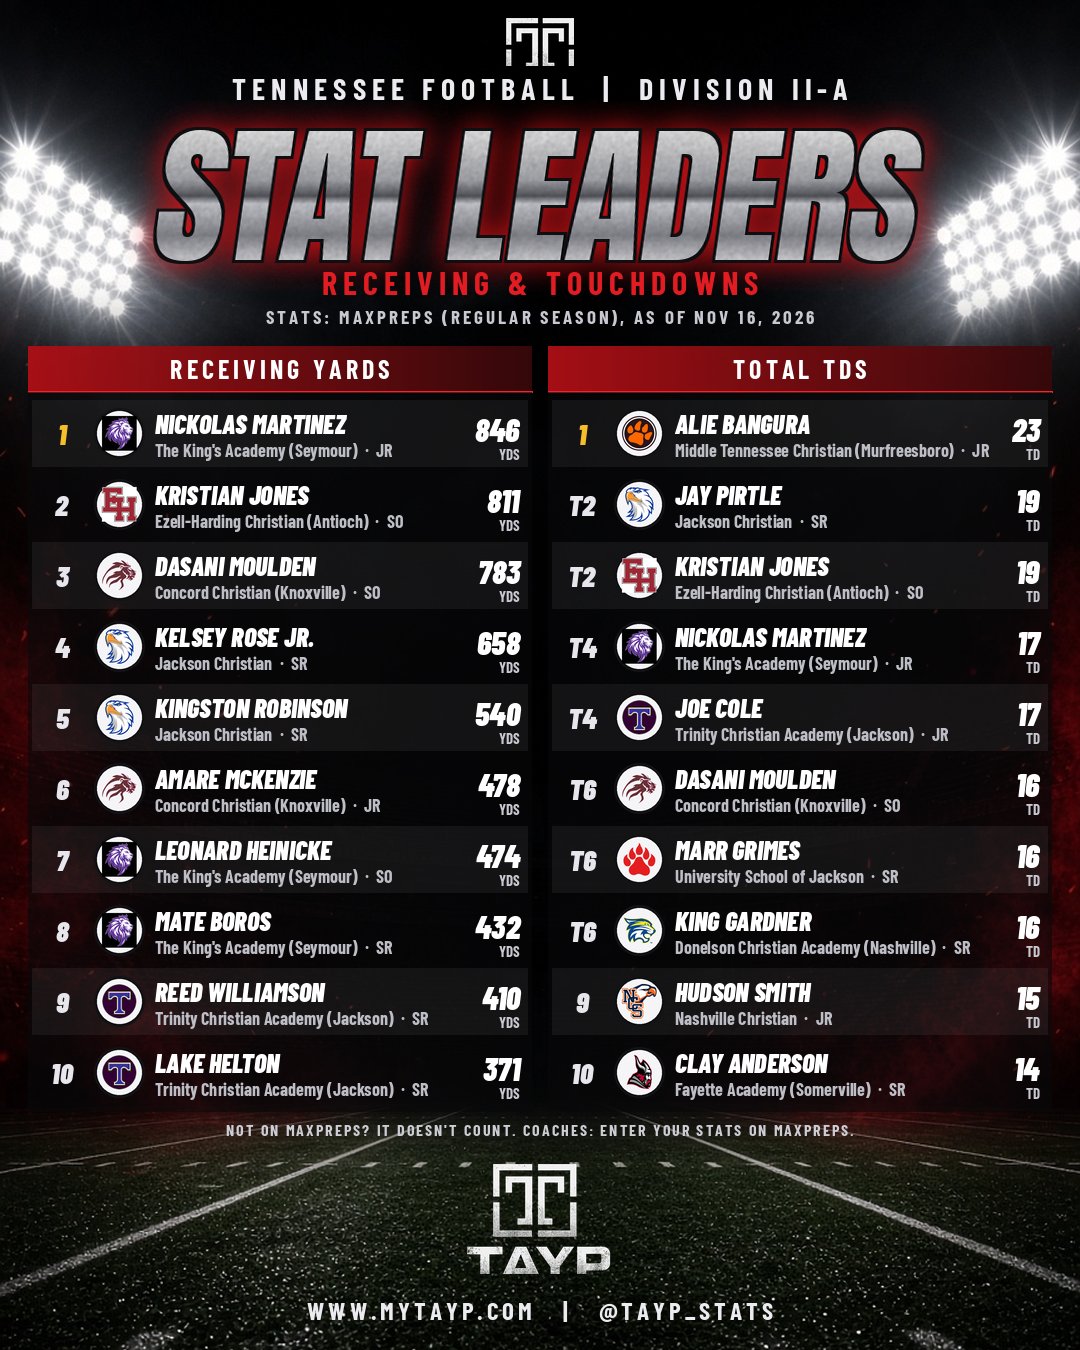 TENNESSEE FOOTBALL | DIVISION II-A
STAT LEADERS
RECEIVING & TOUCHDOWNS
STATS: MAXPREPS (REGULAR SEASON), AS OF NOV 16, 2026
RECEIVING YARDS
1 NICKOLAS MARTINEZ 846
The King's Academy (Seymour) · JR YDS
2 EH KRISTIAN JONES 811
Ezell-Harding Christian (Antioch) · SO YDS
3 DASANI MOULDEN 783
Concord Christian (Knoxville) · SO YDS
4 KELSEY ROSE JR. 658
Jackson Christian · SR YDS
5 KINGSTON ROBINSON 540
Jackson Christian · SR YDS
6 AMARE MCKENZIE 478
Concord Christian (Knoxville) · JR YDS
7 LEONARD HEINICKE 474
The King's Academy (Seymour) · SO YDS
8 MATE BOROS 432
The King's Academy (Seymour) · SR YDS
9 T REED WILLIAMSON 410
Trinity Christian Academy (Jackson) · SR YDS
10 T LAKE HELTON 371
Trinity Christian Academy (Jackson) · SR YDS
TOTAL TDS
1 ALIE BANGURA 23
Middle Tennessee Christian (Murfreesboro) · JR TD
T2 JAY PIRTLE 19
Jackson Christian · SR TD
T2 EH KRISTIAN JONES 19
Ezell-Harding Christian (Antioch) · SO TD
T4 NICKOLAS MARTINEZ 17
The King's Academy (Seymour) · JR TD
T4 T JOE COLE 17
Trinity Christian Academy (Jackson) · JR TD
T6 DASANI MOULDEN 16
Concord Christian (Knoxville) · SO TD
T6 MARR GRIMES 16
University School of Jackson · SR TD
T6 KING GARDNER 16
Donelson Christian Academy (Nashville) · SR TD
9 NCS HUDSON SMITH 15
Nashville Christian · JR TD
10 CLAY ANDERSON 14
Fayette Academy (Somerville) · SR TD
NOT ON MAXPREPS? IT DOESN'T COUNT. COACHES: ENTER YOUR STATS ON MAXPREPS.
TAYP
WWW.MYTAYP.COM | @TAYP_STATS